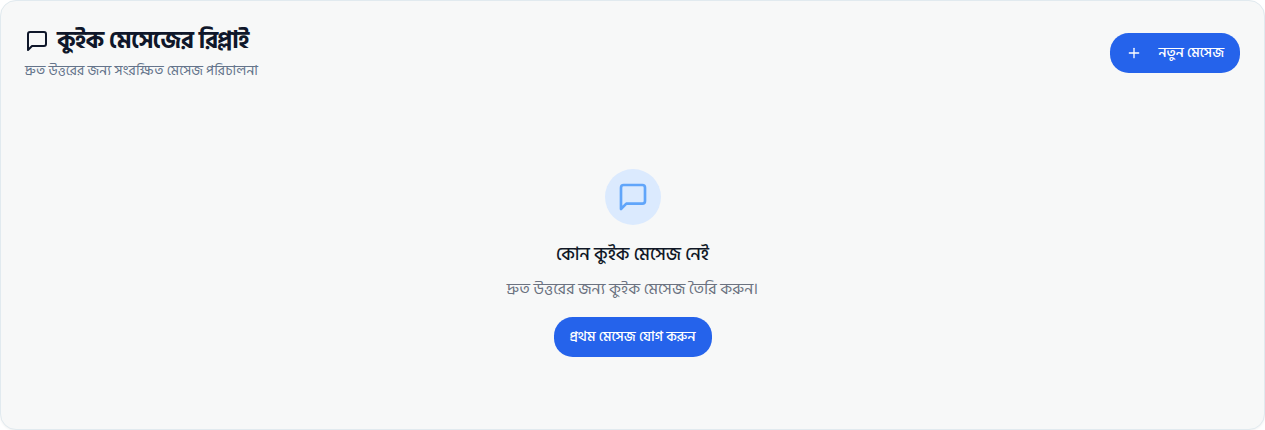 কুইক মেসেজের রিপ্লাই
দ্রুত উত্তরের জন্য সংরক্ষিত মেসেজ পরিচালনা
নতুন মেসেজ
কোন কুইক মেসেজ নেই
দ্রুত উত্তরের জন্য কুইক মেসেজ তৈরি করুন।
প্রথম মেসেজ যোগ করুন